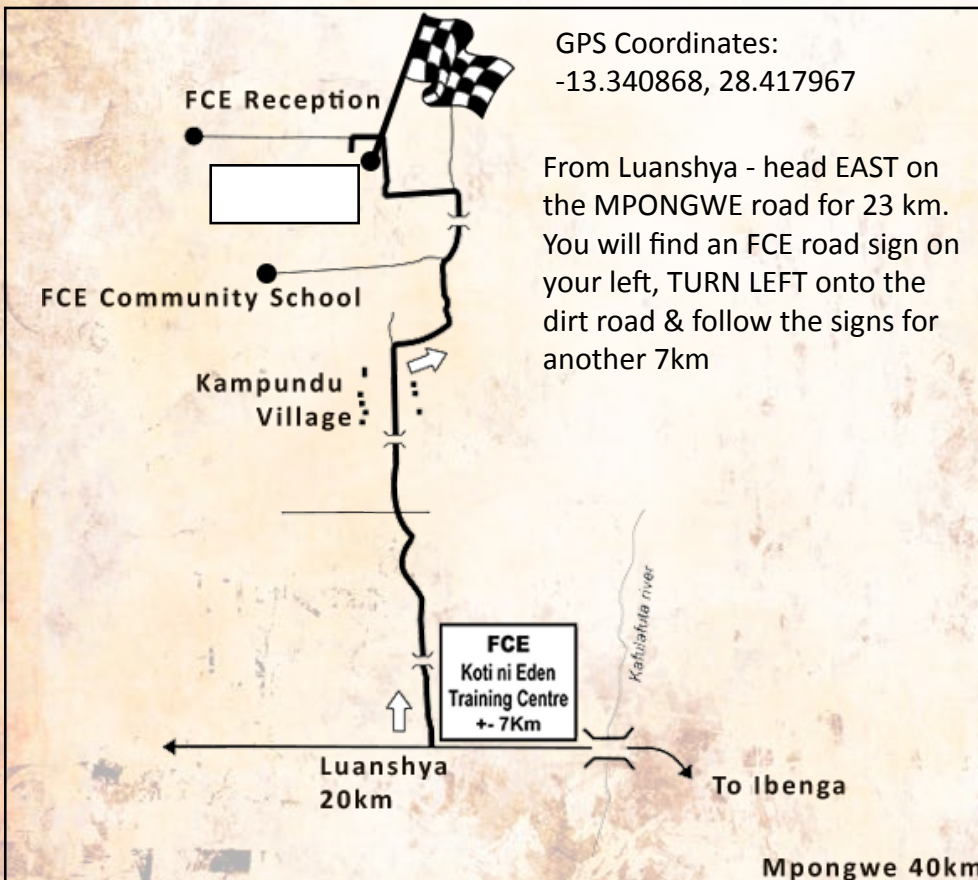 GPS Coordinates:
-13.340868, 28.417967
FCE Reception
From Luanshya - head EAST on
the MPONGWE road for 23 km.
You will find an FCE road sign on
your left, TURN LEFT onto the
dirt road & follow the signs for
another 7km
FCE Community School
Kampundu
Village
Kafulafuta river
FCE
Koti ni Eden
Training Centre
+- 7Km
Luanshya
20km
To Ibenga
Mpongwe 40km